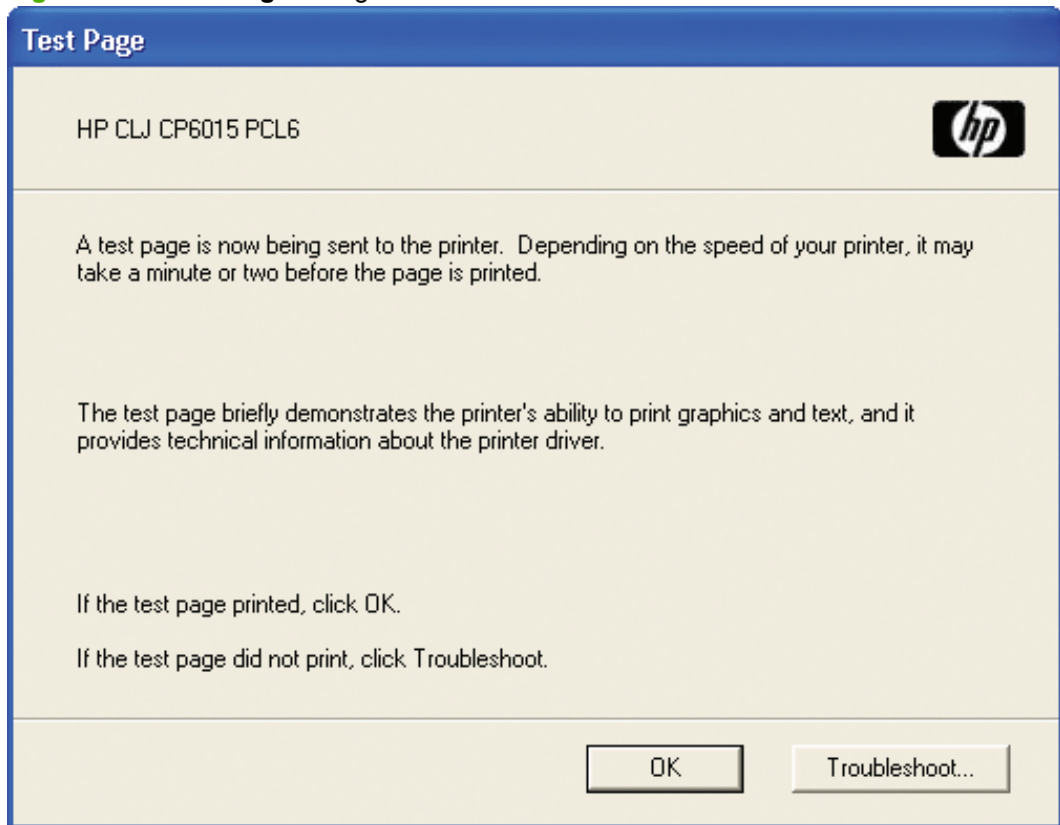 Test Page
HP CLJ CP6015 PCL6
hp
A test page is now being sent to the printer.  Depending on the speed of your printer, it may
take a minute or two before the page is printed.
The test page briefly demonstrates the printer's ability to print graphics and text, and it
provides technical information about the printer driver.
If the test page printed, click OK.
If the test page did not print, click Troubleshoot.
OK
Troubleshoot...